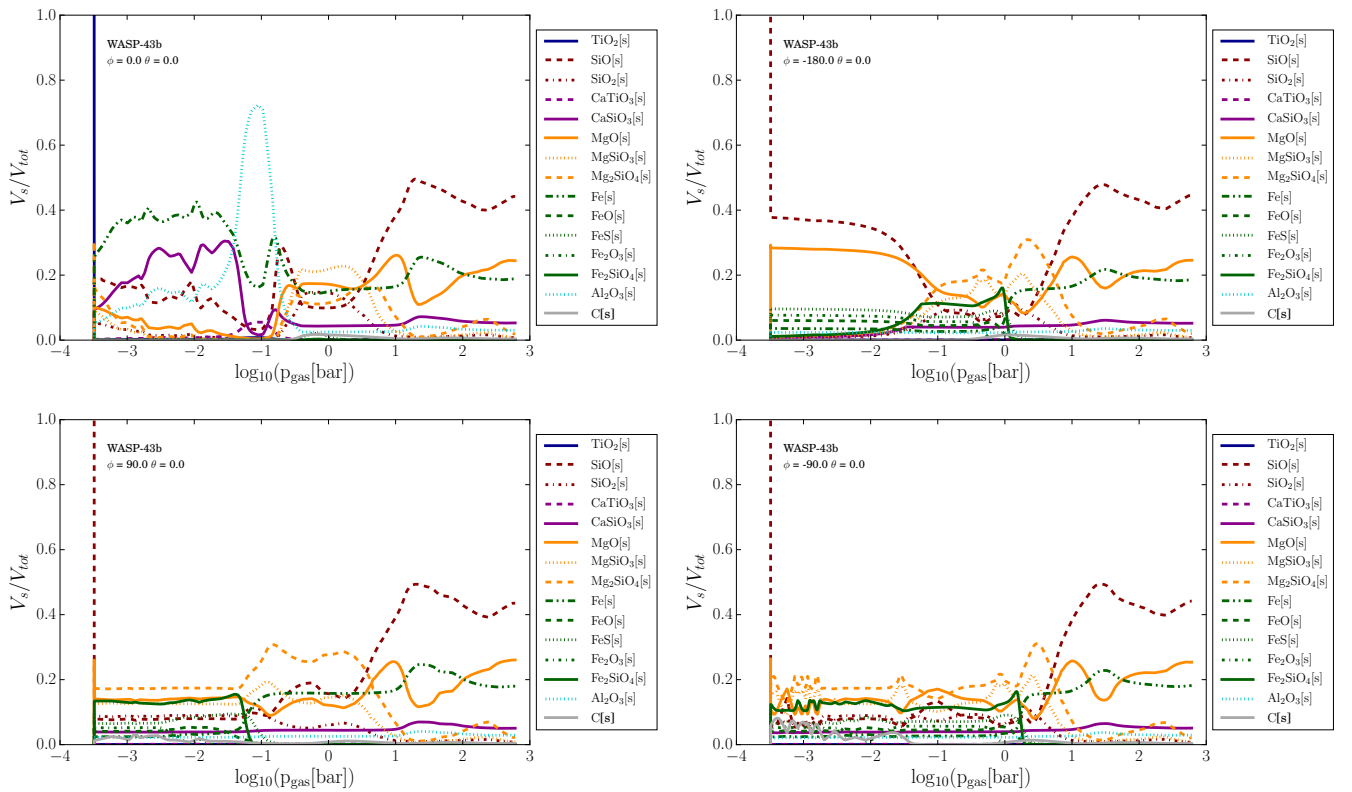 1.0
0.8
0.6
0.4
0.2
0.0
V_s/V_tot
WASP-43b
ϕ = 0.0 θ = 0.0
−4 −3 −2 −1 0 1 2 3
log₁₀(p_gas[bar])
TiO₂[s]
SiO[s]
SiO₂[s]
CaTiO₃[s]
CaSiO₃[s]
MgO[s]
MgSiO₃[s]
Mg₂SiO₄[s]
Fe[s]
FeO[s]
FeS[s]
Fe₂O₃[s]
Fe₂SiO₄[s]
Al₂O₃[s]
C[s]
1.0
0.8
0.6
0.4
0.2
0.0
V_s/V_tot
WASP-43b
ϕ = -180.0 θ = 0.0
−4 −3 −2 −1 0 1 2 3
log₁₀(p_gas[bar])
TiO₂[s]
SiO[s]
SiO₂[s]
CaTiO₃[s]
CaSiO₃[s]
MgO[s]
MgSiO₃[s]
Mg₂SiO₄[s]
Fe[s]
FeO[s]
FeS[s]
Fe₂O₃[s]
Fe₂SiO₄[s]
Al₂O₃[s]
C[s]
1.0
0.8
0.6
0.4
0.2
0.0
V_s/V_tot
WASP-43b
ϕ = 90.0 θ = 0.0
−4 −3 −2 −1 0 1 2 3
log₁₀(p_gas[bar])
TiO₂[s]
SiO[s]
SiO₂[s]
CaTiO₃[s]
CaSiO₃[s]
MgO[s]
MgSiO₃[s]
Mg₂SiO₄[s]
Fe[s]
FeO[s]
FeS[s]
Fe₂O₃[s]
Fe₂SiO₄[s]
Al₂O₃[s]
C[s]
1.0
0.8
0.6
0.4
0.2
0.0
V_s/V_tot
WASP-43b
ϕ = -90.0 θ = 0.0
−4 −3 −2 −1 0 1 2 3
log₁₀(p_gas[bar])
TiO₂[s]
SiO[s]
SiO₂[s]
CaTiO₃[s]
CaSiO₃[s]
MgO[s]
MgSiO₃[s]
Mg₂SiO₄[s]
Fe[s]
FeO[s]
FeS[s]
Fe₂O₃[s]
Fe₂SiO₄[s]
Al₂O₃[s]
C[s]